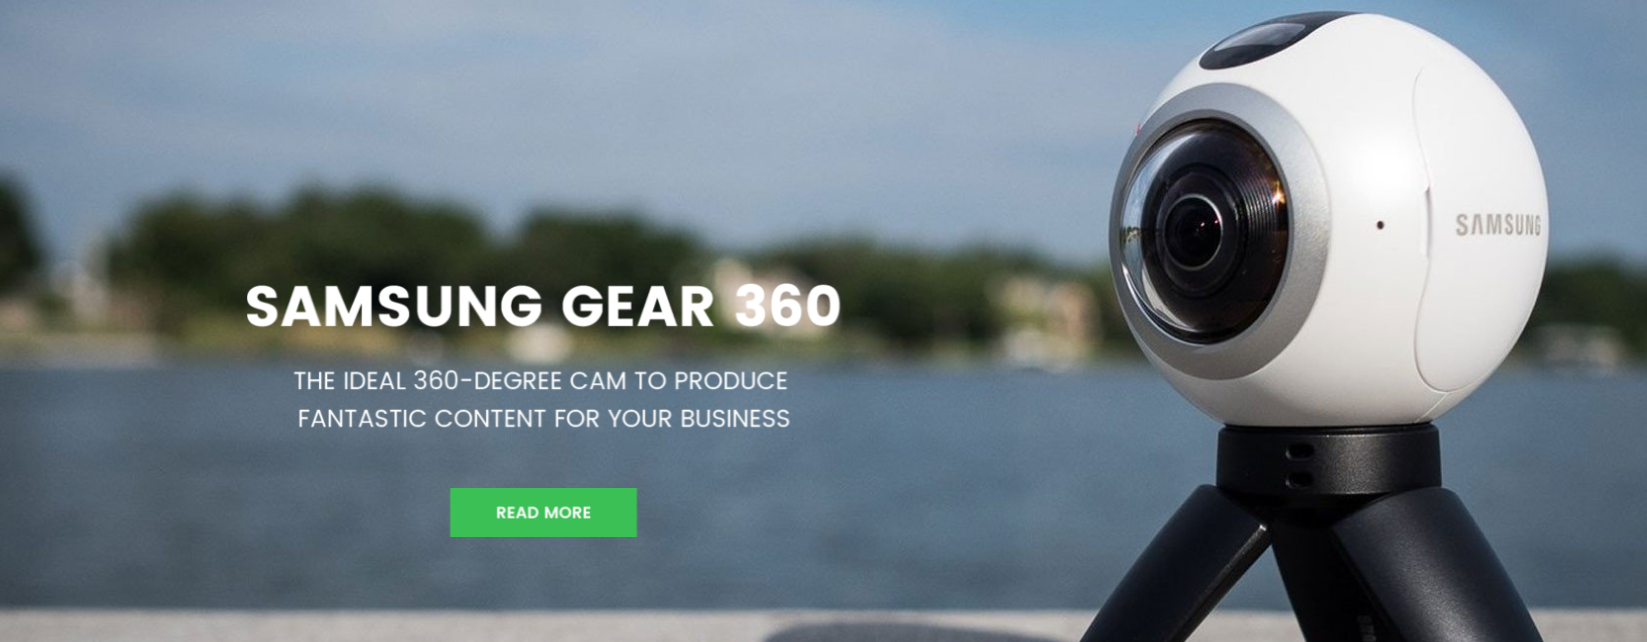 SAMSUNG GEAR 360
THE IDEAL 360-DEGREE CAM TO PRODUCE
FANTASTIC CONTENT FOR YOUR BUSINESS
READ MORE
SAMSUNG